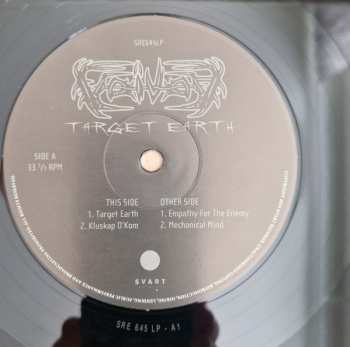 SRE645LP
VOIVOD
TARGET EARTH
SIDE A
33 ⅓ RPM
THIS SIDE
1. Target Earth
2. Kluskap O'Kom
OTHER SIDE
1. Empathy For The Enemy
2. Mechanical Mind
SVART
SRE 645 LP - A1